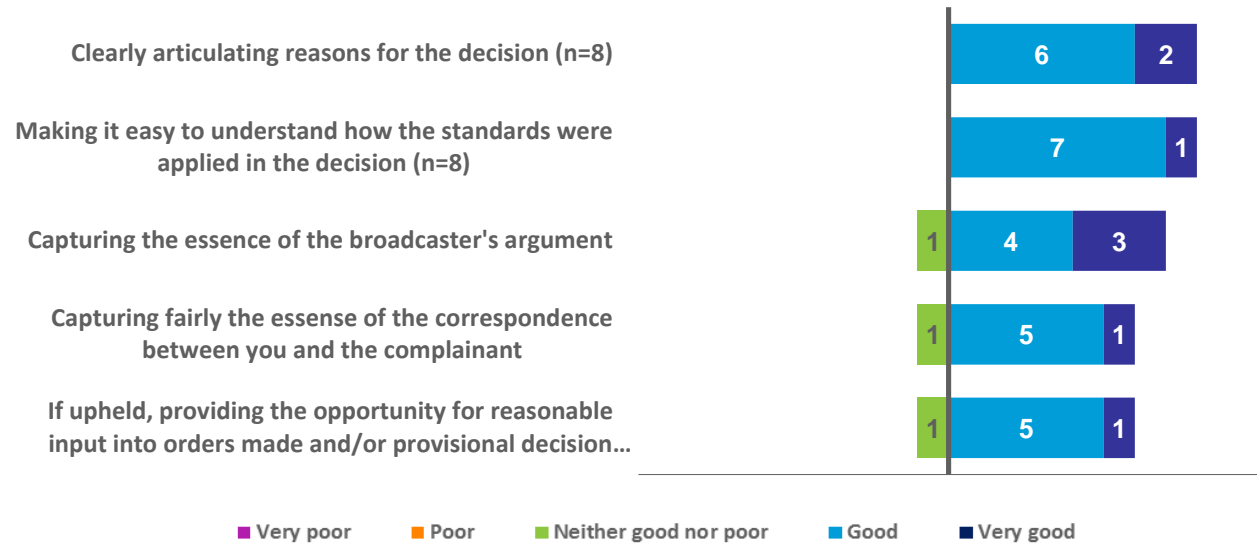 Clearly articulating reasons for the decision (n=8)
6 2
Making it easy to understand how the standards were
applied in the decision (n=8)
7 1
Capturing the essence of the broadcaster's argument
1 4 3
Capturing fairly the essense of the correspondence
between you and the complainant
1 5 1
If upheld, providing the opportunity for reasonable
input into orders made and/or provisional decision…
1 5 1
Very poor Poor Neither good nor poor Good Very good